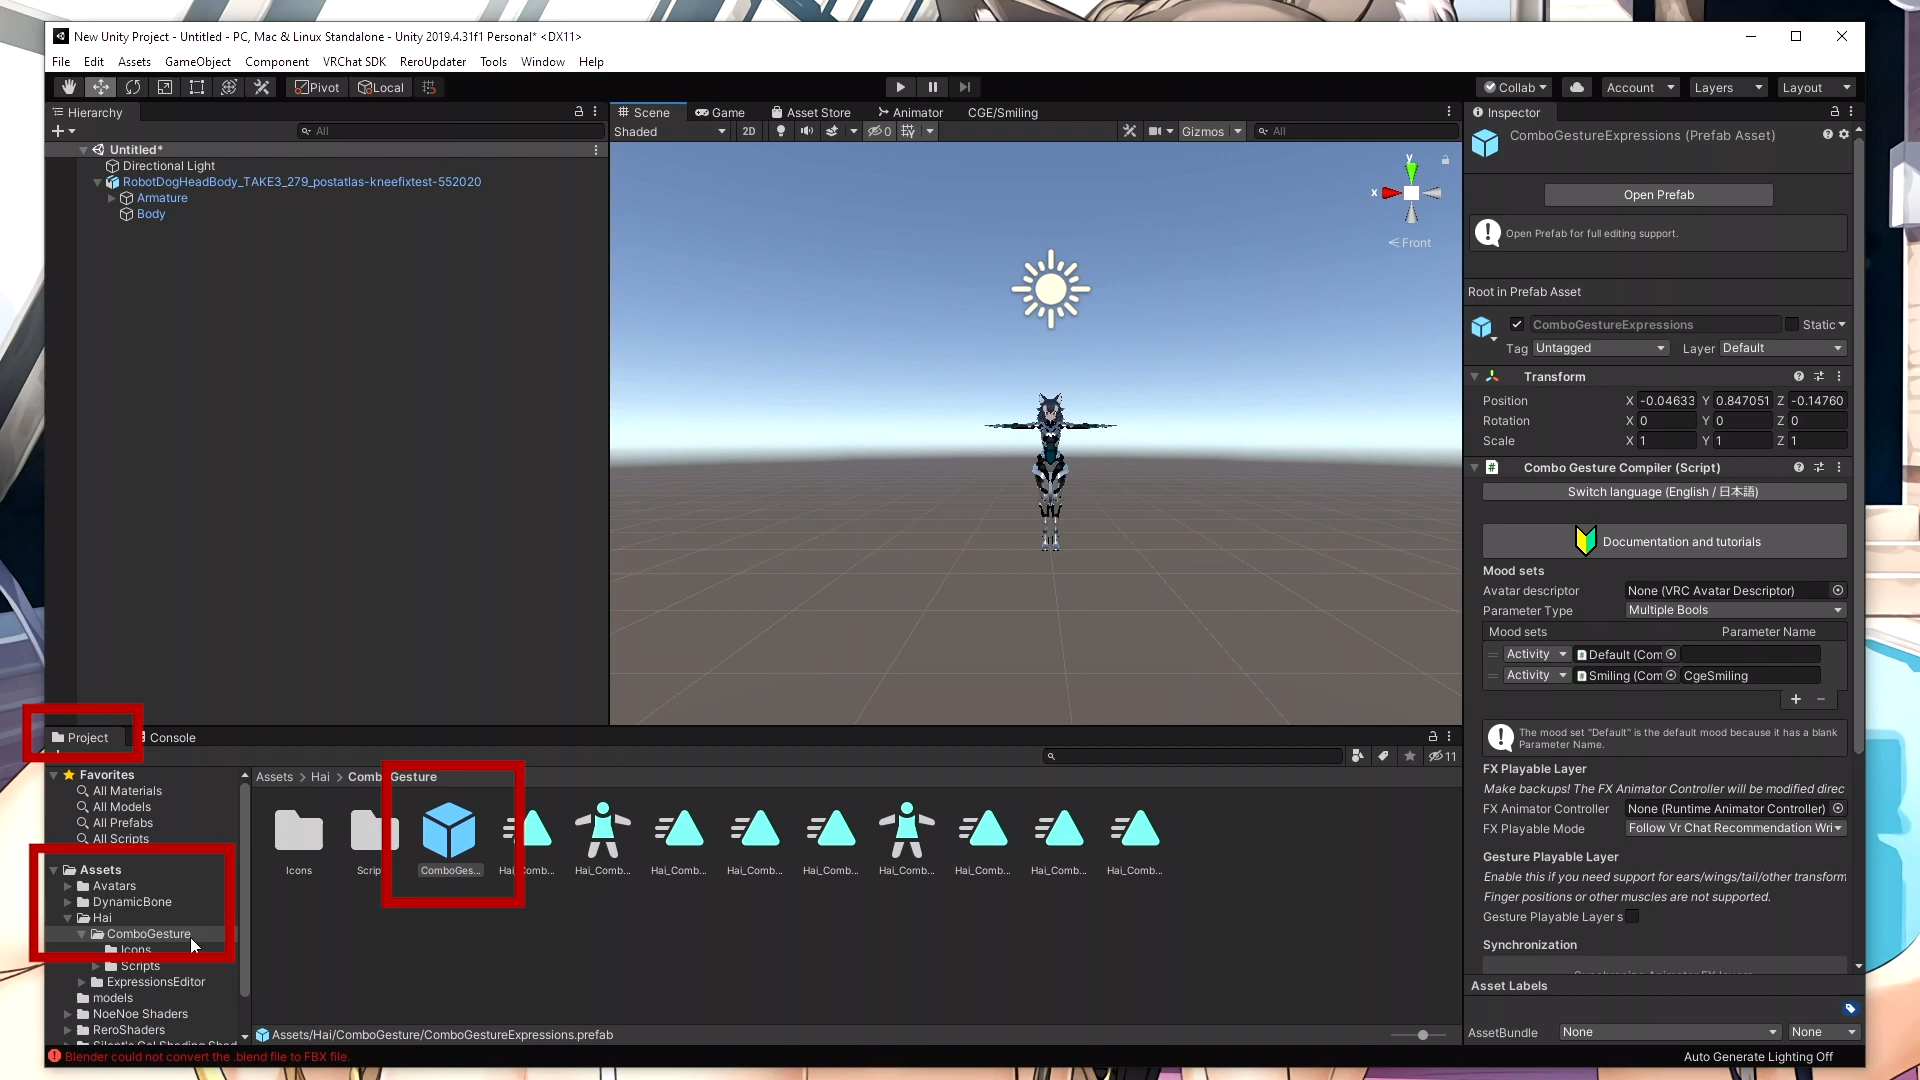 New Unity Project - Untitled - PC, Mac & Linux Standalone - Unity 2019.4.31f1 Personal* <DX11>
File Edit Assets GameObject Component VRChat SDK ReroUpdater Tools Window Help
Pivot Local Collab Account Layers Layout
Hierarchy
All
Untitled*
Directional Light
RobotDogHeadBody_TAKE3_279_postatlas-kneefixtest-552020
Armature
Body
Scene Game Asset Store Animator CGE/Smiling
Shaded 2D 0 Gizmos All
y
x
Front
Inspector
ComboGestureExpressions (Prefab Asset)
Open Prefab
Open Prefab for full editing support.
Root in Prefab Asset
ComboGestureExpressions Static
Tag Untagged Layer Default
Transform
Position X -0.04633 Y 0.847051 Z -0.14760
Rotation X 0 Y 0 Z 0
Scale X 1 Y 1 Z 1
Combo Gesture Compiler (Script)
Switch language (English / 日本語)
Documentation and tutorials
Mood sets
Avatar descriptor None (VRC Avatar Descriptor)
Parameter Type Multiple Bools
Mood sets Parameter Name
Activity Default (Com
Activity Smiling (Com CgeSmiling
+ -
The mood set "Default" is the default mood because it has a blank
Parameter Name.
FX Playable Layer
Make backups! The FX Animator Controller will be modified direc
FX Animator Controller None (Runtime Animator Controller)
FX Playable Mode Follow Vr Chat Recommendation Wri
Gesture Playable Layer
Enable this if you need support for ears/wings/tail/other transform
Finger positions or other muscles are not supported.
Gesture Playable Layer s
Synchronization
Asset Labels
AssetBundle None None
Auto Generate Lighting Off
Project Console
11
Favorites
All Materials
All Models
All Prefabs
All Scripts
Assets
Avatars
DynamicBone
Hai
ComboGesture
Icons
Scripts
ExpressionsEditor
models
NoeNoe Shaders
ReroShaders
Assets > Hai > ComboGesture
Icons Scrip ComboGes... Hai_Comb... Hai_Comb... Hai_Comb... Hai_Comb... Hai_Comb... Hai_Comb... Hai_Comb... Hai_Comb... Hai_Comb...
Assets/Hai/ComboGesture/ComboGestureExpressions.prefab
Blender could not convert the .blend file to FBX file.